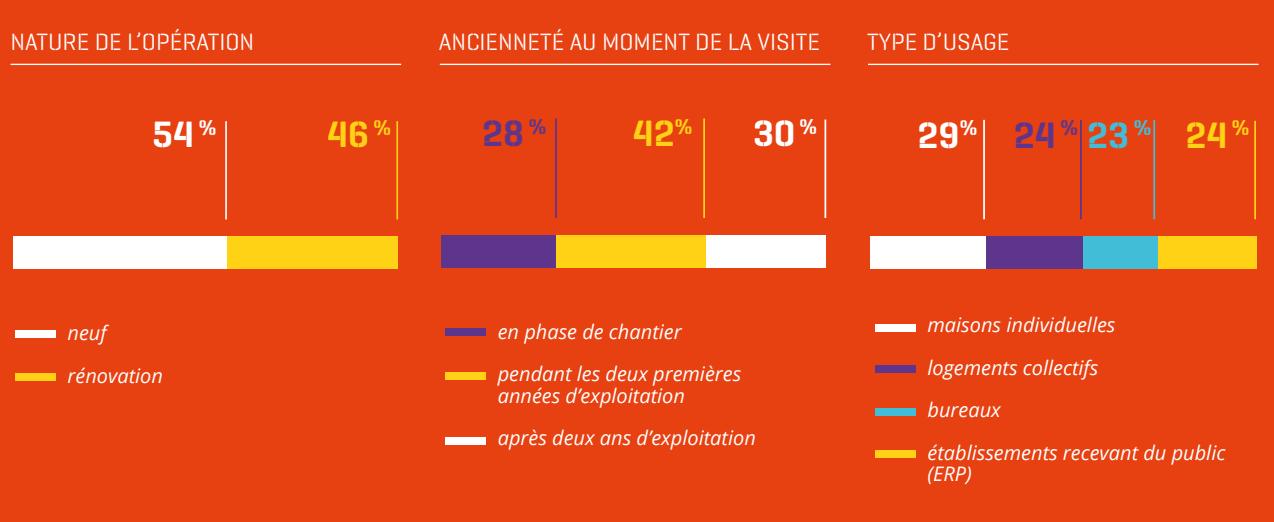 NATURE DE L'OPÉRATION
54 %
46 %
neuf
rénovation
ANCIENNETÉ AU MOMENT DE LA VISITE
28 %
42%
30 %
en phase de chantier
pendant les deux premières
années d'exploitation
après deux ans d'exploitation
TYPE D'USAGE
29%
24 %
23 %
24 %
maisons individuelles
logements collectifs
bureaux
établissements recevant du public
(ERP)